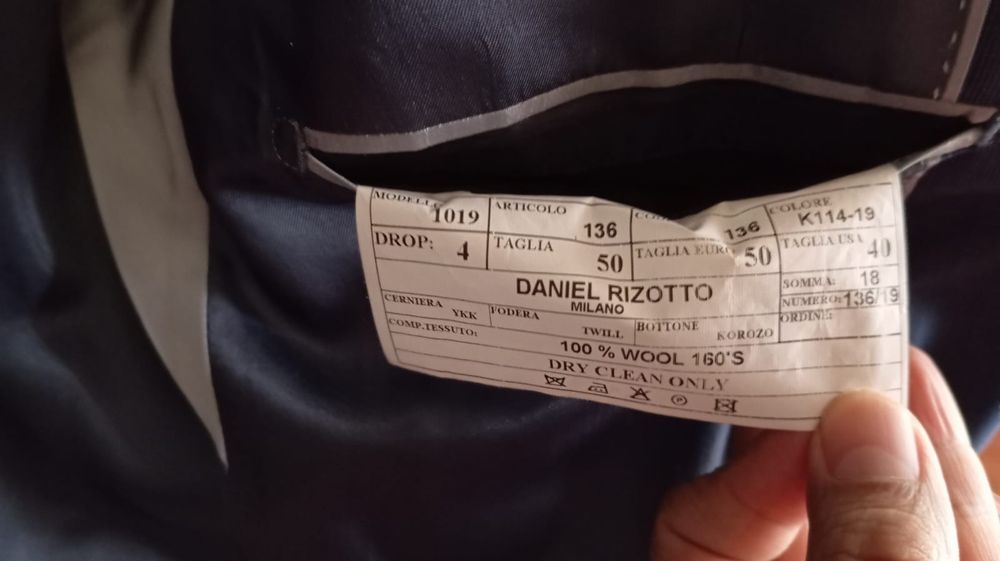 MODELLO 1019 ARTICOLO 136 136 COLORE K114-19
DROP: 4 TAGLIA 50 TAGLIA EURO 50 TAGLIA USA 40
DANIEL RIZOTTO SOMMA: 18
MILANO NUMERO: 136/19
CERNIERA YKK FODERA TWILL BOTTONE KOROZO ORDINE:
COMP.TESSUTO:
100 % WOOL 160'S
DRY CLEAN ONLY